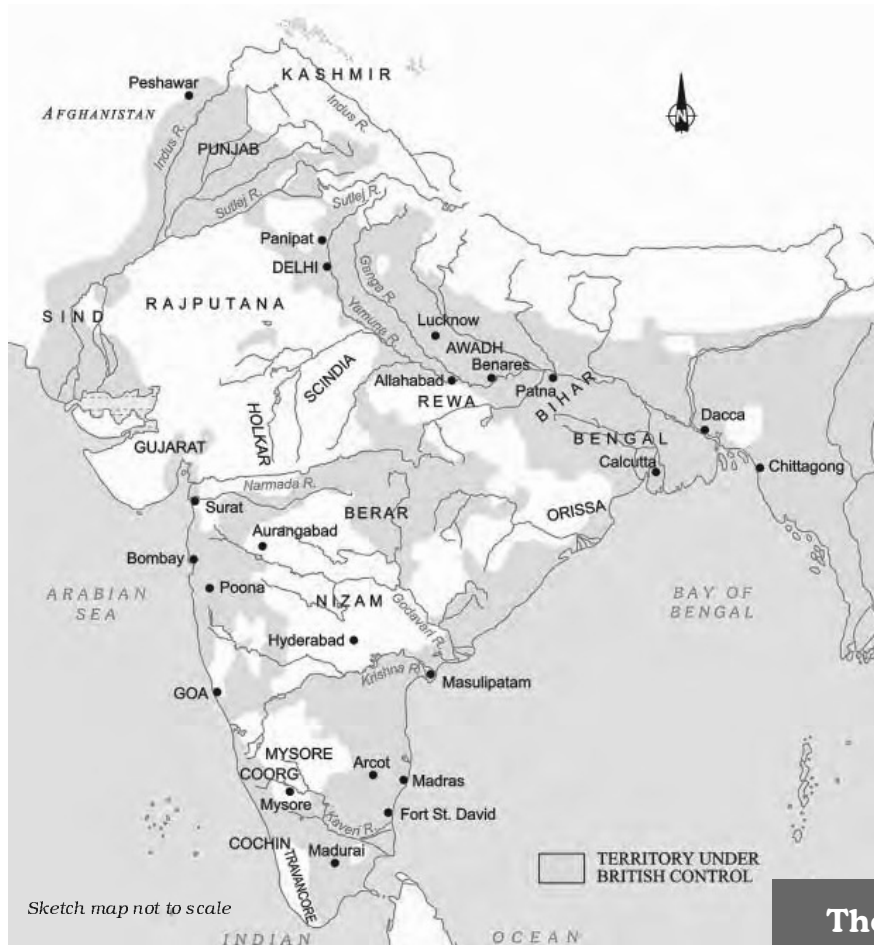 KASHMIR
Peshawar
AFGHANISTAN
Indus R.
Indus R.
PUNJAB
Sutlej R.
Sutlej R.
N
Panipat
DELHI
Ganga R.
RAJPUTANA
SIND
Yamuna R.
Lucknow
AWADH
Benares
Allahabad
Patna
REWA
BIHAR
SCINDIA
HOLKAR
Dacca
BENGAL
GUJARAT
Calcutta
Chittagong
Narmada R.
Surat
BERAR
ORISSA
Aurangabad
Bombay
Poona
ARABIAN
SEA
BAY OF
BENGAL
NIZAM
Godavari R.
Hyderabad
Krishna R.
Masulipatam
GOA
MYSORE
Arcot
COORG
Madras
Mysore
Fort St. David
Kaveri R.
COCHIN
Madurai
TRAVANCORE
TERRITORY UNDER
BRITISH CONTROL
Sketch map not to scale
The
INDIAN
OCEAN